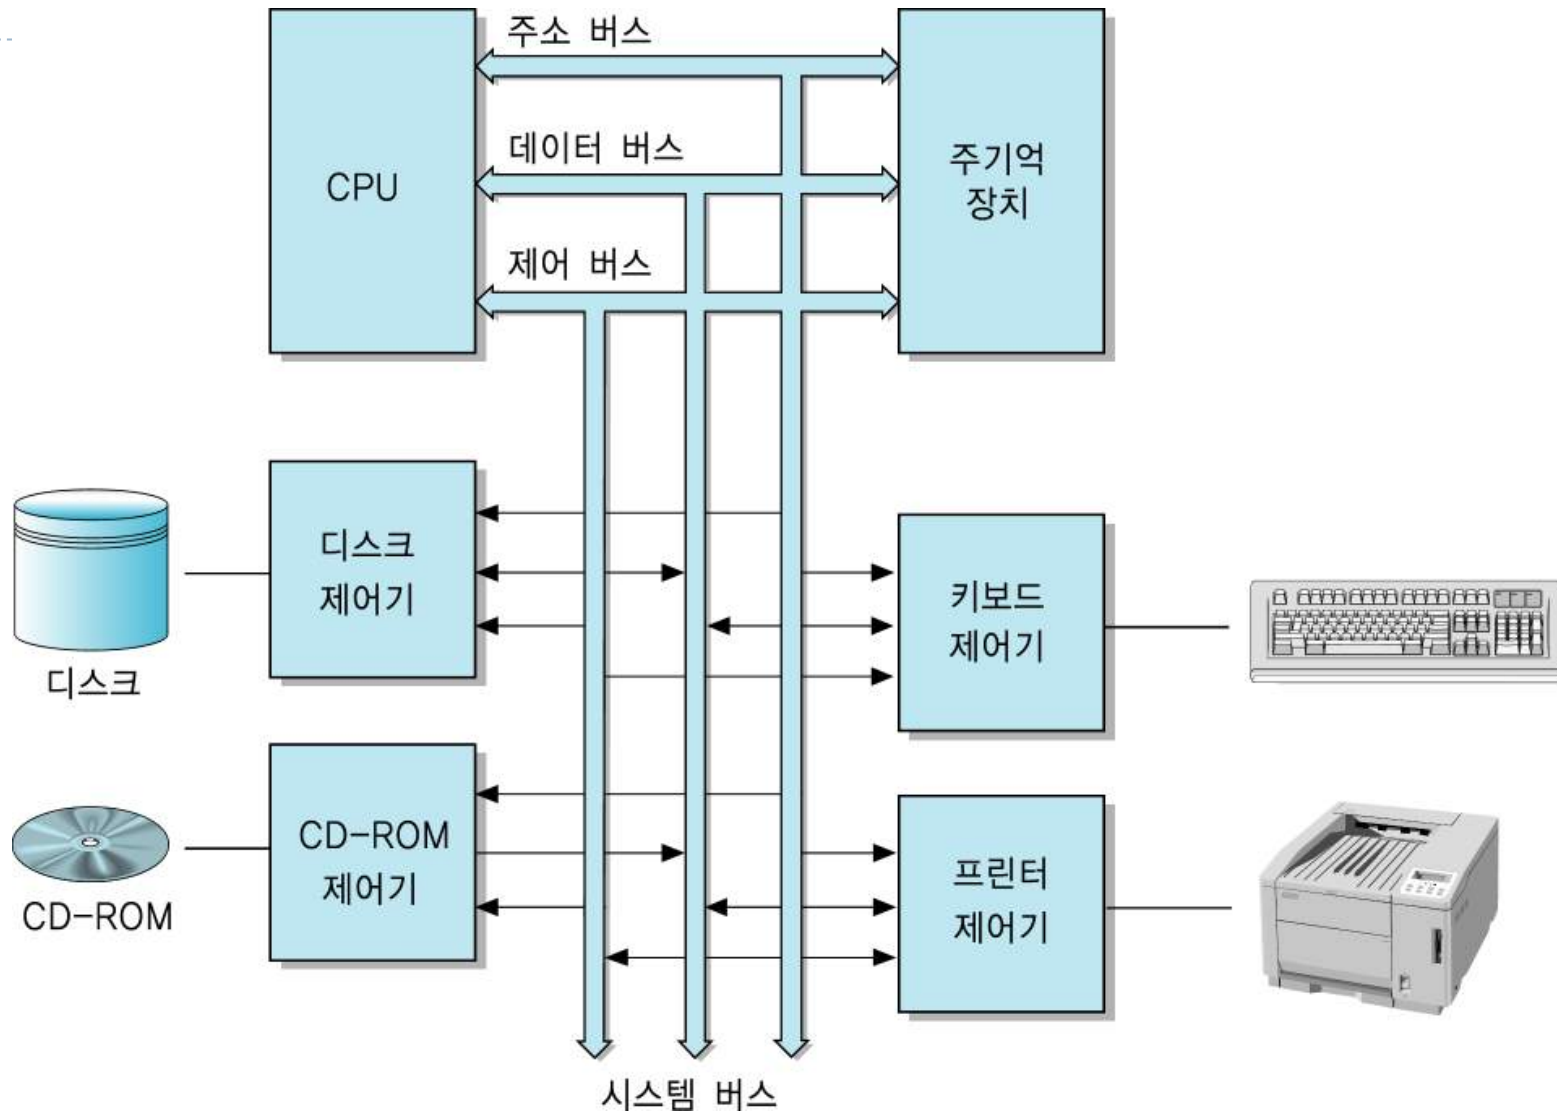 주소 버스
데이터 버스
제어 버스
CPU
주기억
장치
디스크
제어기
디스크
키보드
제어기
CD-ROM
제어기
CD-ROM
프린터
제어기
시스템 버스